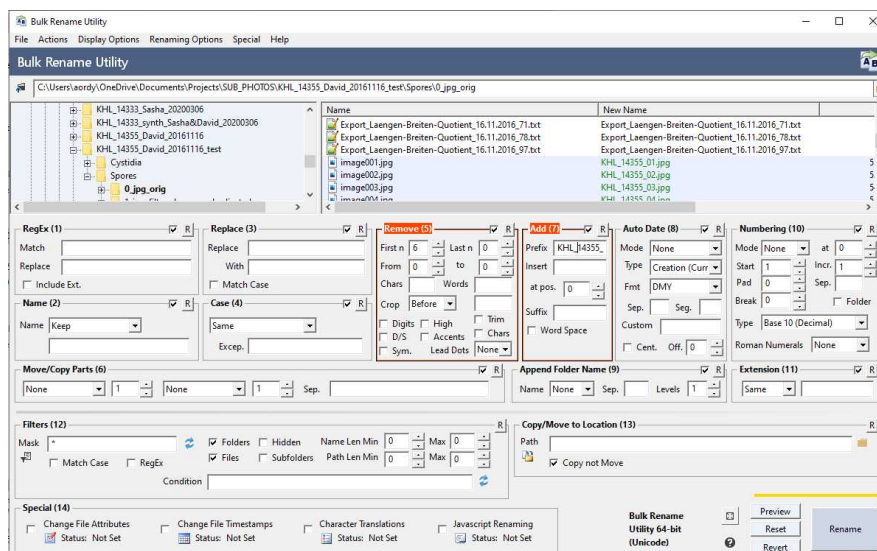 Bulk Rename Utility
File Actions Display Options Renaming Options Special Help
Bulk Rename Utility
C:\Users\aordy\OneDrive\Documents\Projects\SUB_PHOTOS\KHL_14355_David_20161116_test\Spores\0_jpg_orig
KHL_14333_Sasha_20200306
KHL_14333_synth_Sasha&David_20200306
KHL_14355_David_20161116
KHL_14355_David_20161116_test
Cystidia
Spores
0_jpg_orig
Name New Name
Export_Laengen-Breiten-Quotient_16.11.2016_71.txt Export_Laengen-Breiten-Quotient_16.11.2016_71.txt
Export_Laengen-Breiten-Quotient_16.11.2016_78.txt Export_Laengen-Breiten-Quotient_16.11.2016_78.txt
Export_Laengen-Breiten-Quotient_16.11.2016_97.txt Export_Laengen-Breiten-Quotient_16.11.2016_97.txt
image001.jpg KHL_14355_01.jpg 5
image002.jpg KHL_14355_02.jpg 5
image003.jpg KHL_14355_03.jpg 5
image004.jpg KHL_14355_04.jpg 5
RegEx (1) R
Match
Replace
Include Ext.
Name (2) R
Name Keep
Replace (3) R
Replace
With
Match Case
Case (4) R
Same
Excep.
Remove (5) R
First n 6 Last n 0
From 0 to 0
Chars Words
Crop Before
Digits High Trim
D/S Accents Chars
Sym. Lead Dots None
Add (7) R
Prefix KHL_14355_
Insert
at pos. 0
Suffix
Word Space
Auto Date (8) R
Mode None
Type Creation (Curr
Fmt DMY
Sep. Seg.
Custom
Cent. Off. 0
Numbering (10) R
Mode None at 0
Start 1 Incr. 1
Pad 0 Sep.
Break 0 Folder
Type Base 10 (Decimal)
Roman Numerals None
Move/Copy Parts (6) R
None 1 None 1 Sep.
Append Folder Name (9) R
Name None Sep. Levels 1
Extension (11) R
Same
Filters (12) R
Mask * Folders Hidden Name Len Min 0 Max 0
Files Subfolders Path Len Min 0 Max 0
Match Case RegEx
Condition
Copy/Move to Location (13) R
Path
Copy not Move
Special (14)
Change File Attributes Change File Timestamps Character Translations Javascript Renaming
Status: Not Set Status: Not Set Status: Not Set Status: Not Set
Bulk Rename
Utility 64-bit
(Unicode)
Preview
Reset
Revert
Rename